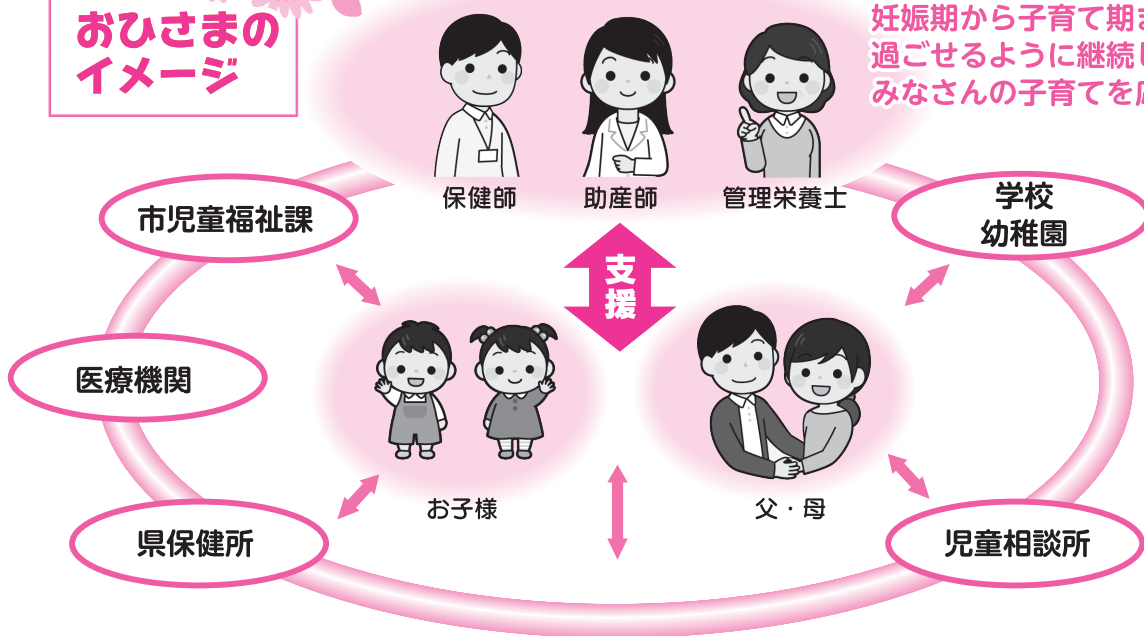 おひさまの
イメージ
妊娠期から子育て期
過ごせるように継続
みなさんの子育てを
保健師
助産師
管理栄養士
市児童福祉課
学校
幼稚園
支援
医療機関
お子様
父・母
県保健所
児童相談所